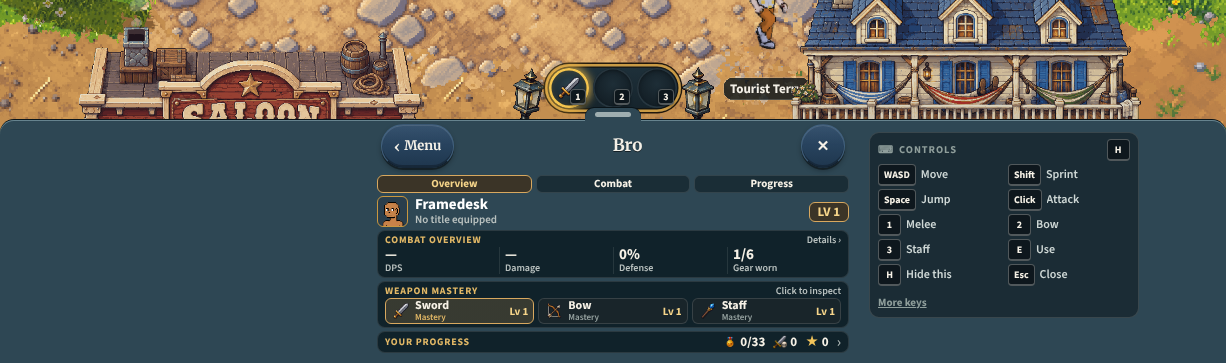 SALOON
1
2
3
Tourist Terr
‹ Menu
Bro
×
Overview
Combat
Progress
Framedesk
No title equipped
LV 1
COMBAT OVERVIEW
Details ›
—
—
0%
1/6
DPS
Damage
Defense
Gear worn
WEAPON MASTERY
Click to inspect
Sword
Mastery
Lv 1
Bow
Mastery
Lv 1
Staff
Mastery
Lv 1
YOUR PROGRESS
0/33
0
0
›
CONTROLS
H
WASD Move
Shift Sprint
Space Jump
Click Attack
1 Melee
2 Bow
3 Staff
E Use
H Hide this
Esc Close
More keys